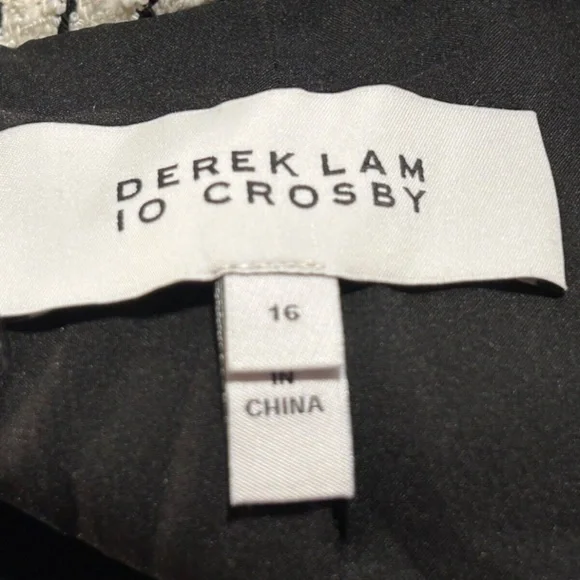 DEREK LAM
10 CROSBY
16
IN
CHINA